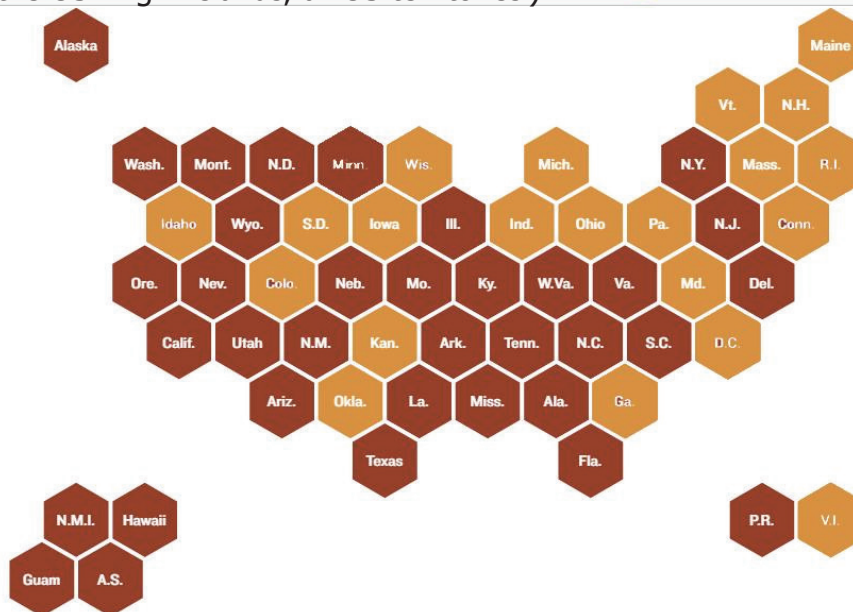 Alaska Maine
Vt. N.H.
Wash. Mont. N.D. Minn. Wis. Mich. N.Y. Mass. R.I.
Idaho Wyo. S.D. Iowa Ill. Ind. Ohio Pa. N.J. Conn.
Ore. Nev. Colo. Neb. Mo. Ky. W.Va. Va. Md. Del.
Calif. Utah N.M. Kan. Ark. Tenn. N.C. S.C. D.C.
Ariz. Okla. La. Miss. Ala. Ga.
Texas Fla.
N.M.I. Hawaii P.R. V.I.
Guam A.S.